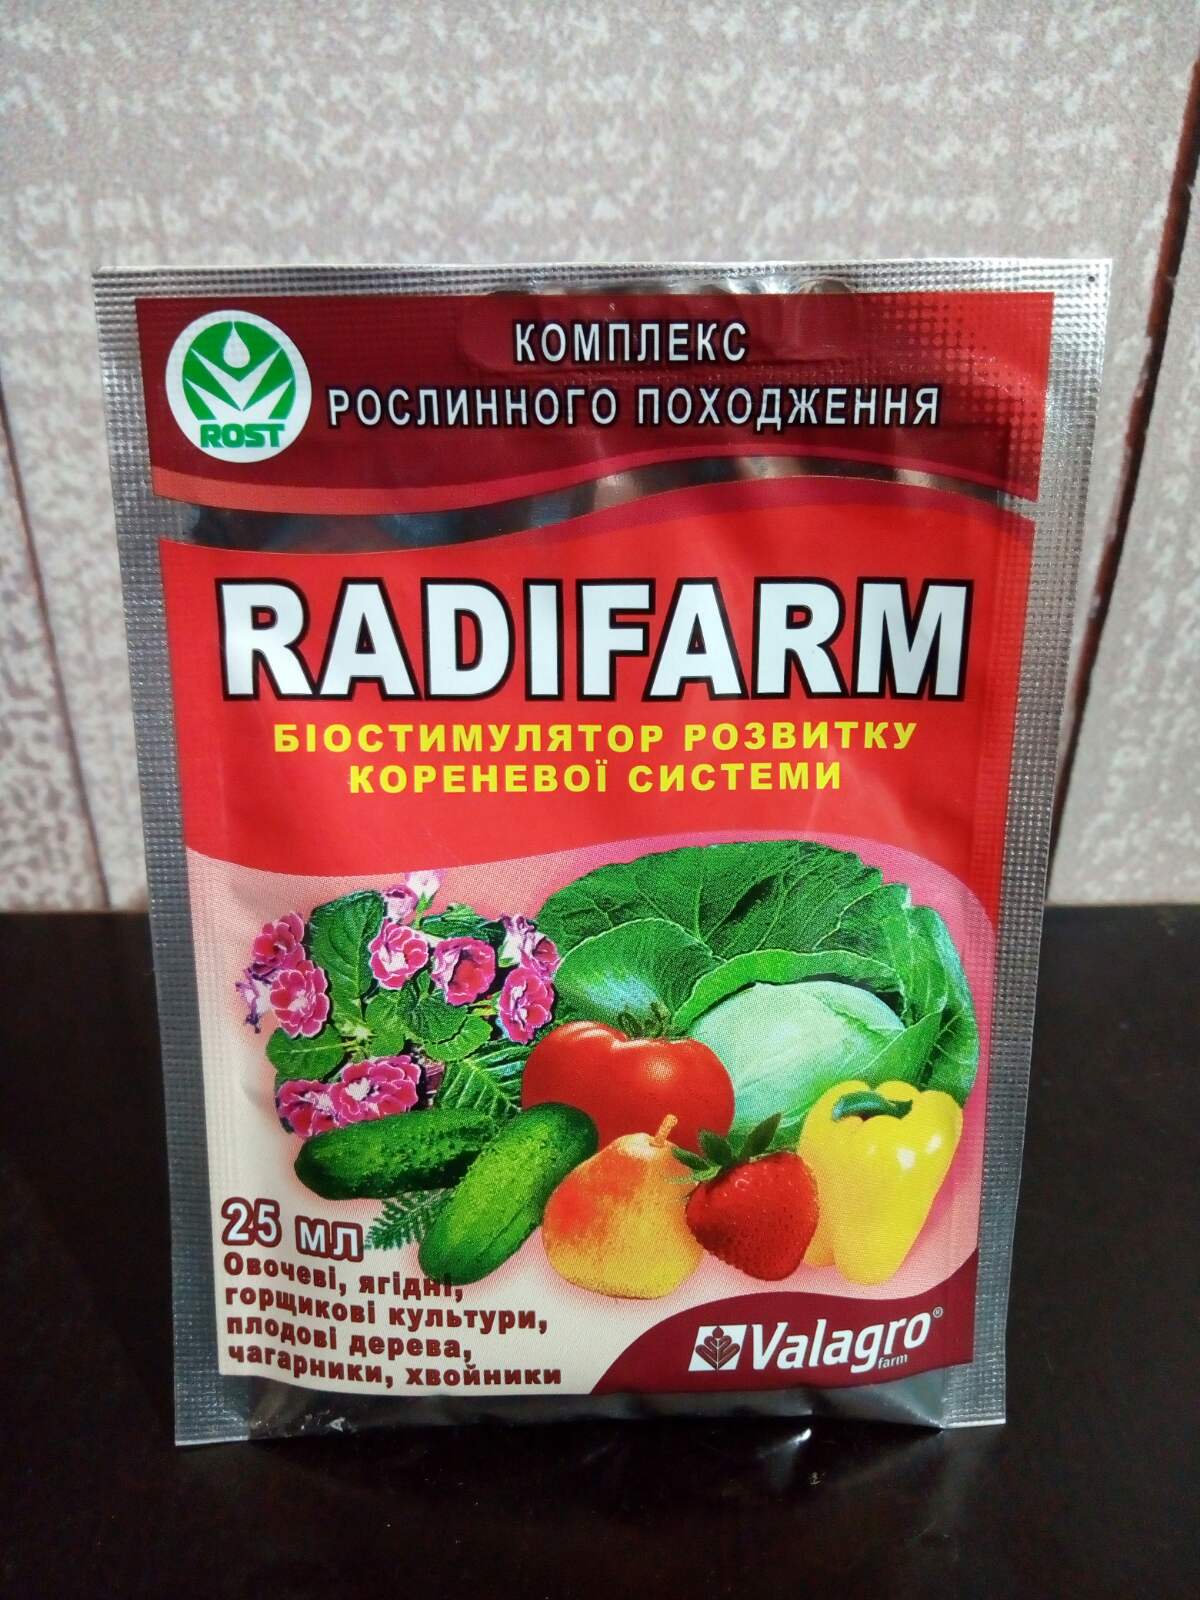 КОМПЛЕКС
РОСЛИННОГО ПОХОДЖЕННЯ
ROST
RADIFARM
БІОСТИМУЛЯТОР РОЗВИТКУ
КОРЕНЕВОЇ СИСТЕМИ
25 мл
Овочеві, ягідні,
горщикові культури,
плодові дерева,
чагарники, хвойники
Valagro®
farm